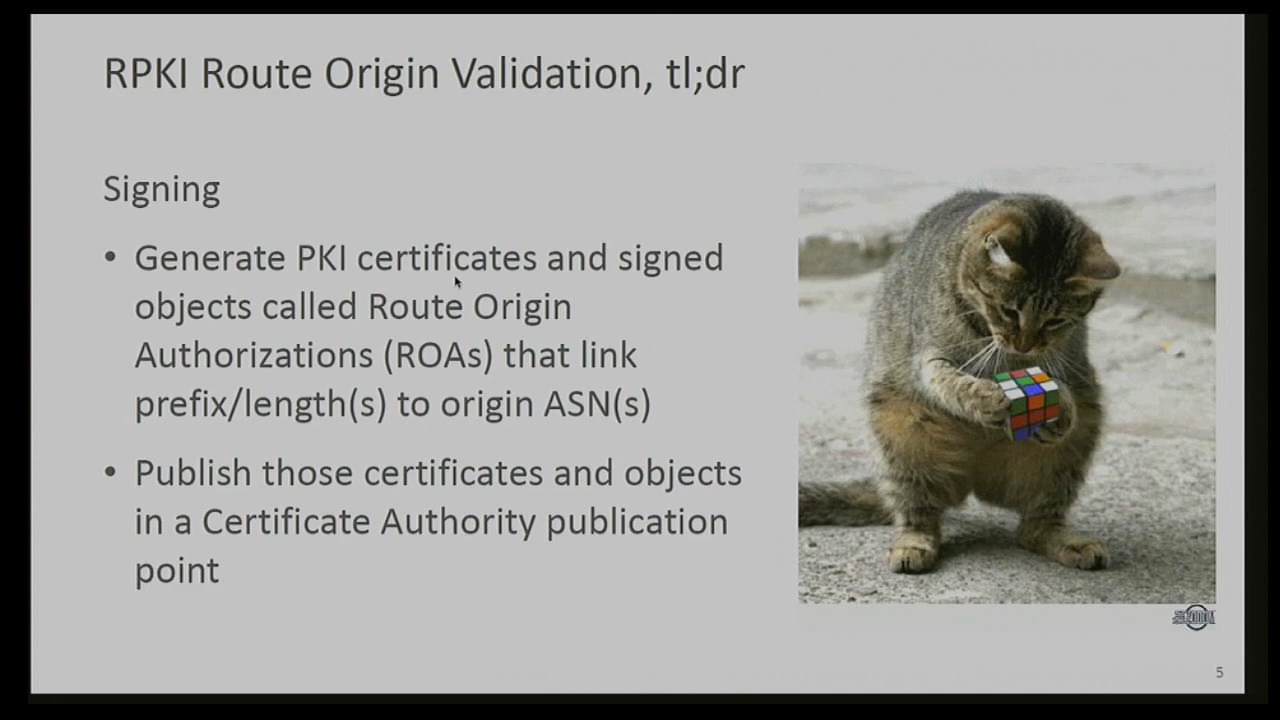 RPKI Route Origin Validation, tl;dr
Signing
• Generate PKI certificates and signed
objects called Route Origin
Authorizations (ROAs) that link
prefix/length(s) to origin ASN(s)
• Publish those certificates and objects
in a Certificate Authority publication
point
5